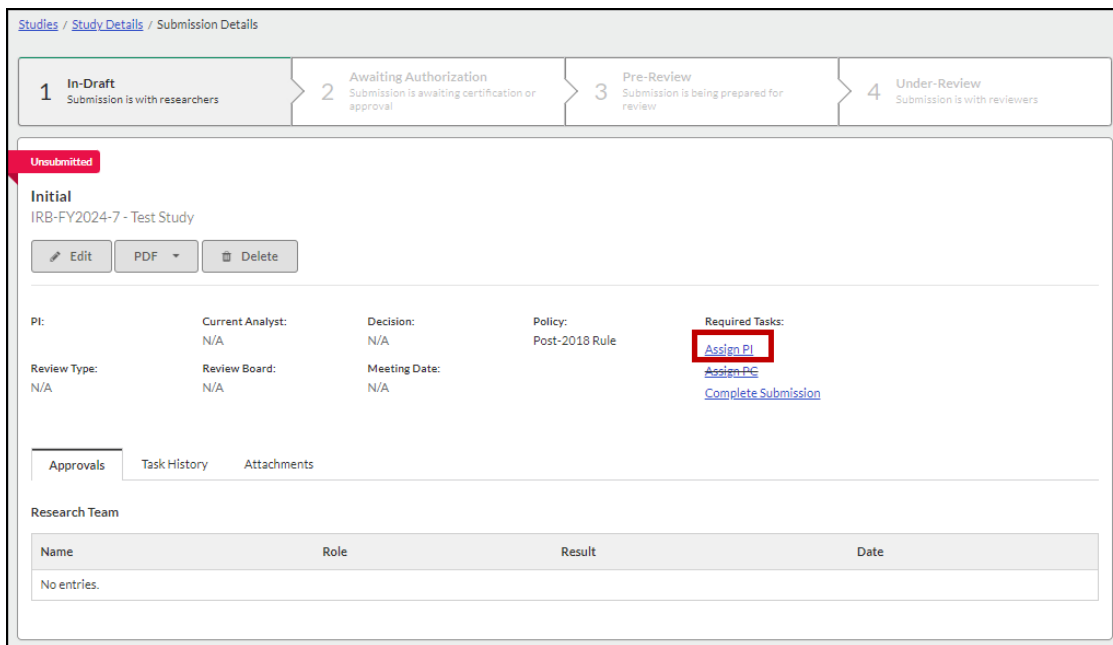 Studies / Study Details / Submission Details
1 In-Draft
Submission is with researchers
2 Awaiting Authorization
Submission is awaiting certification or
approval
3 Pre-Review
Submission is being prepared for
review
4 Under-Review
Submission is with reviewers
Unsubmitted
Initial
IRB-FY2024-7 - Test Study
Edit PDF Delete
PI: Current Analyst: Decision: Policy: Required Tasks:
N/A N/A Post-2018 Rule Assign PI
Review Type: Review Board: Meeting Date: Assign PC
N/A N/A N/A Complete Submission
Approvals Task History Attachments
Research Team
Name Role Result Date
No entries.